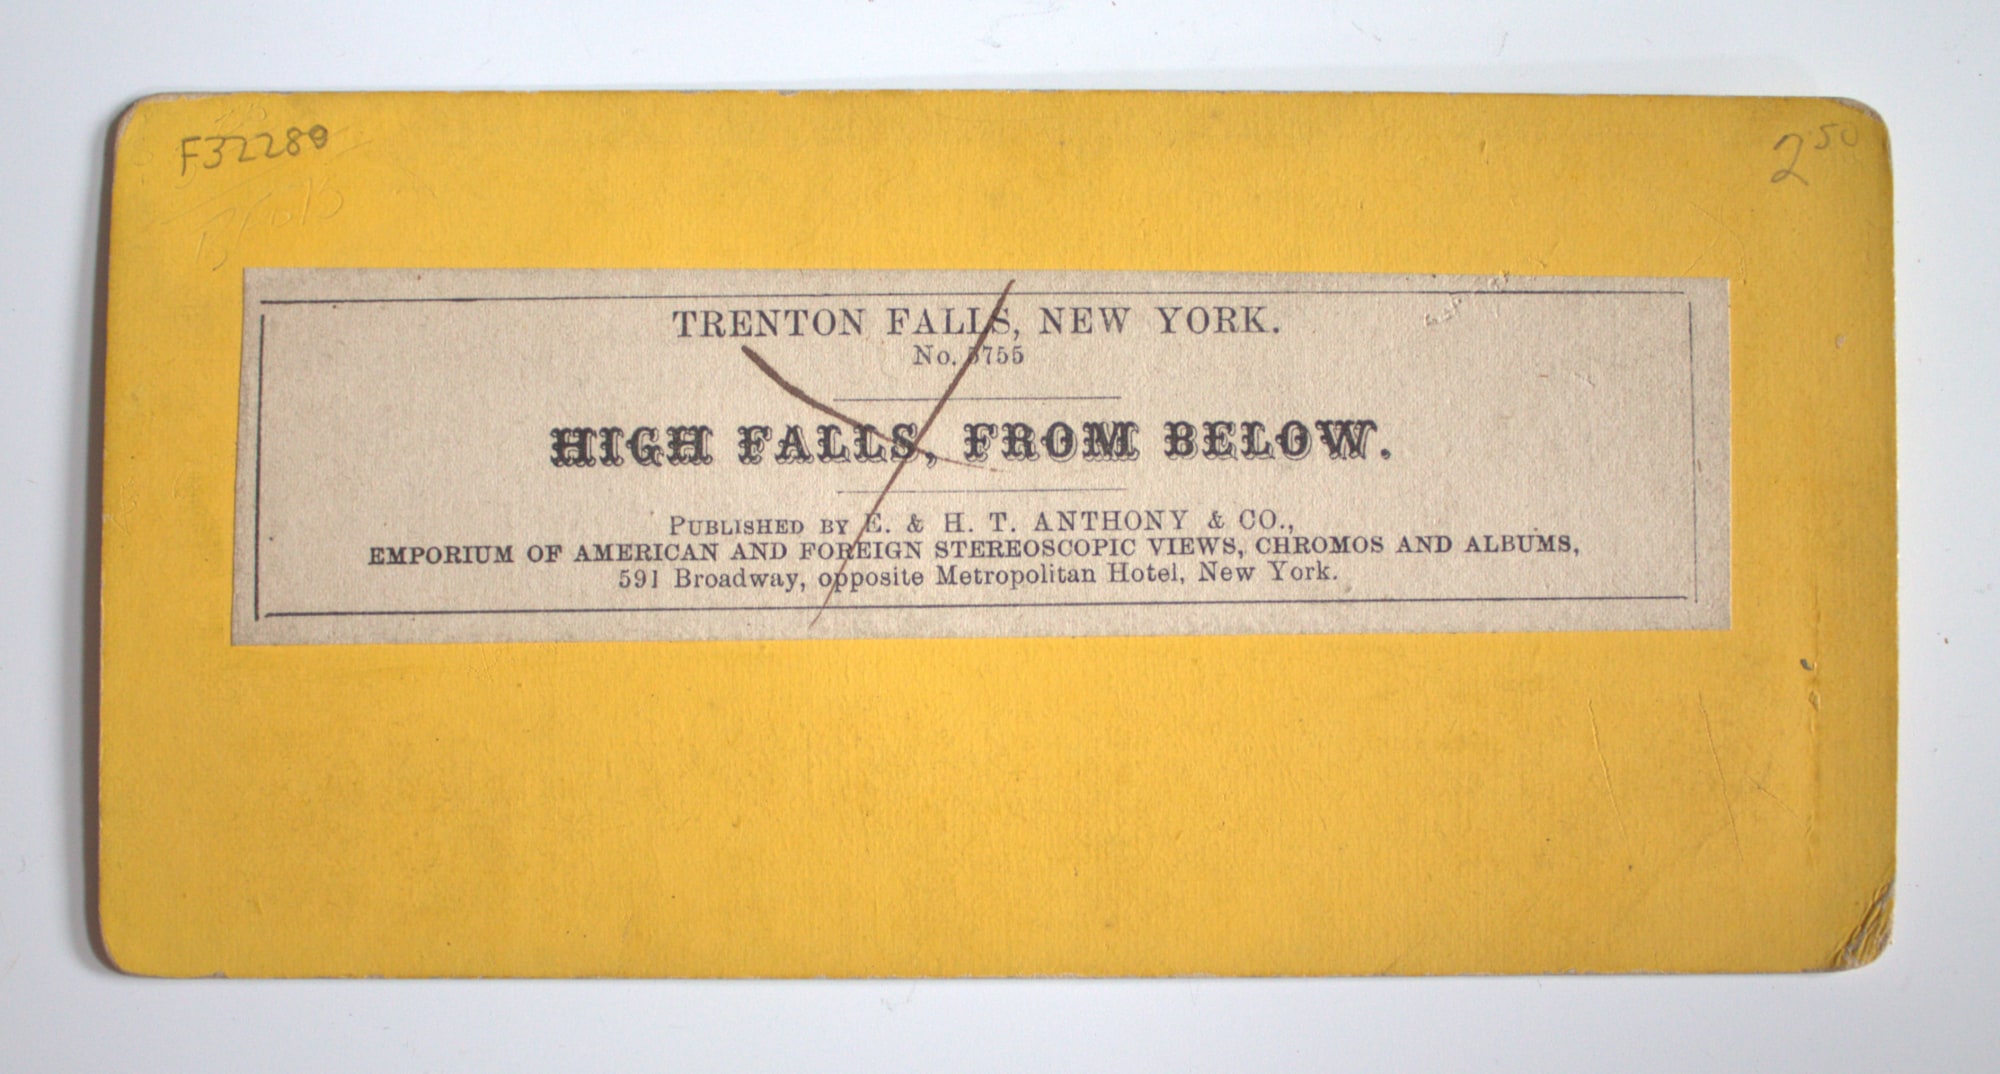 F32280
2 50
TRENTON FALLS, NEW YORK.
No. 5755
HIGH FALLS, FROM BELOW.
PUBLISHED BY E. & H. T. ANTHONY & CO.,
EMPORIUM OF AMERICAN AND FOREIGN STEREOSCOPIC VIEWS, CHROMOS AND ALBUMS,
591 Broadway, opposite Metropolitan Hotel, New York.